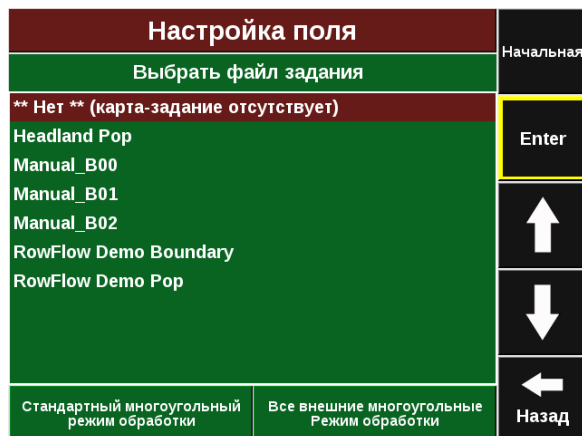 Настройка поля
Начальная
Выбрать файл задания
** Нет ** (карта-задание отсутствует)
Headland Pop
Enter
Manual_B00
Manual_B01
Manual_B02
RowFlow Demo Boundary
RowFlow Demo Pop
Стандартный многоугольный
режим обработки
Все внешние многоугольные
Режим обработки
Назад